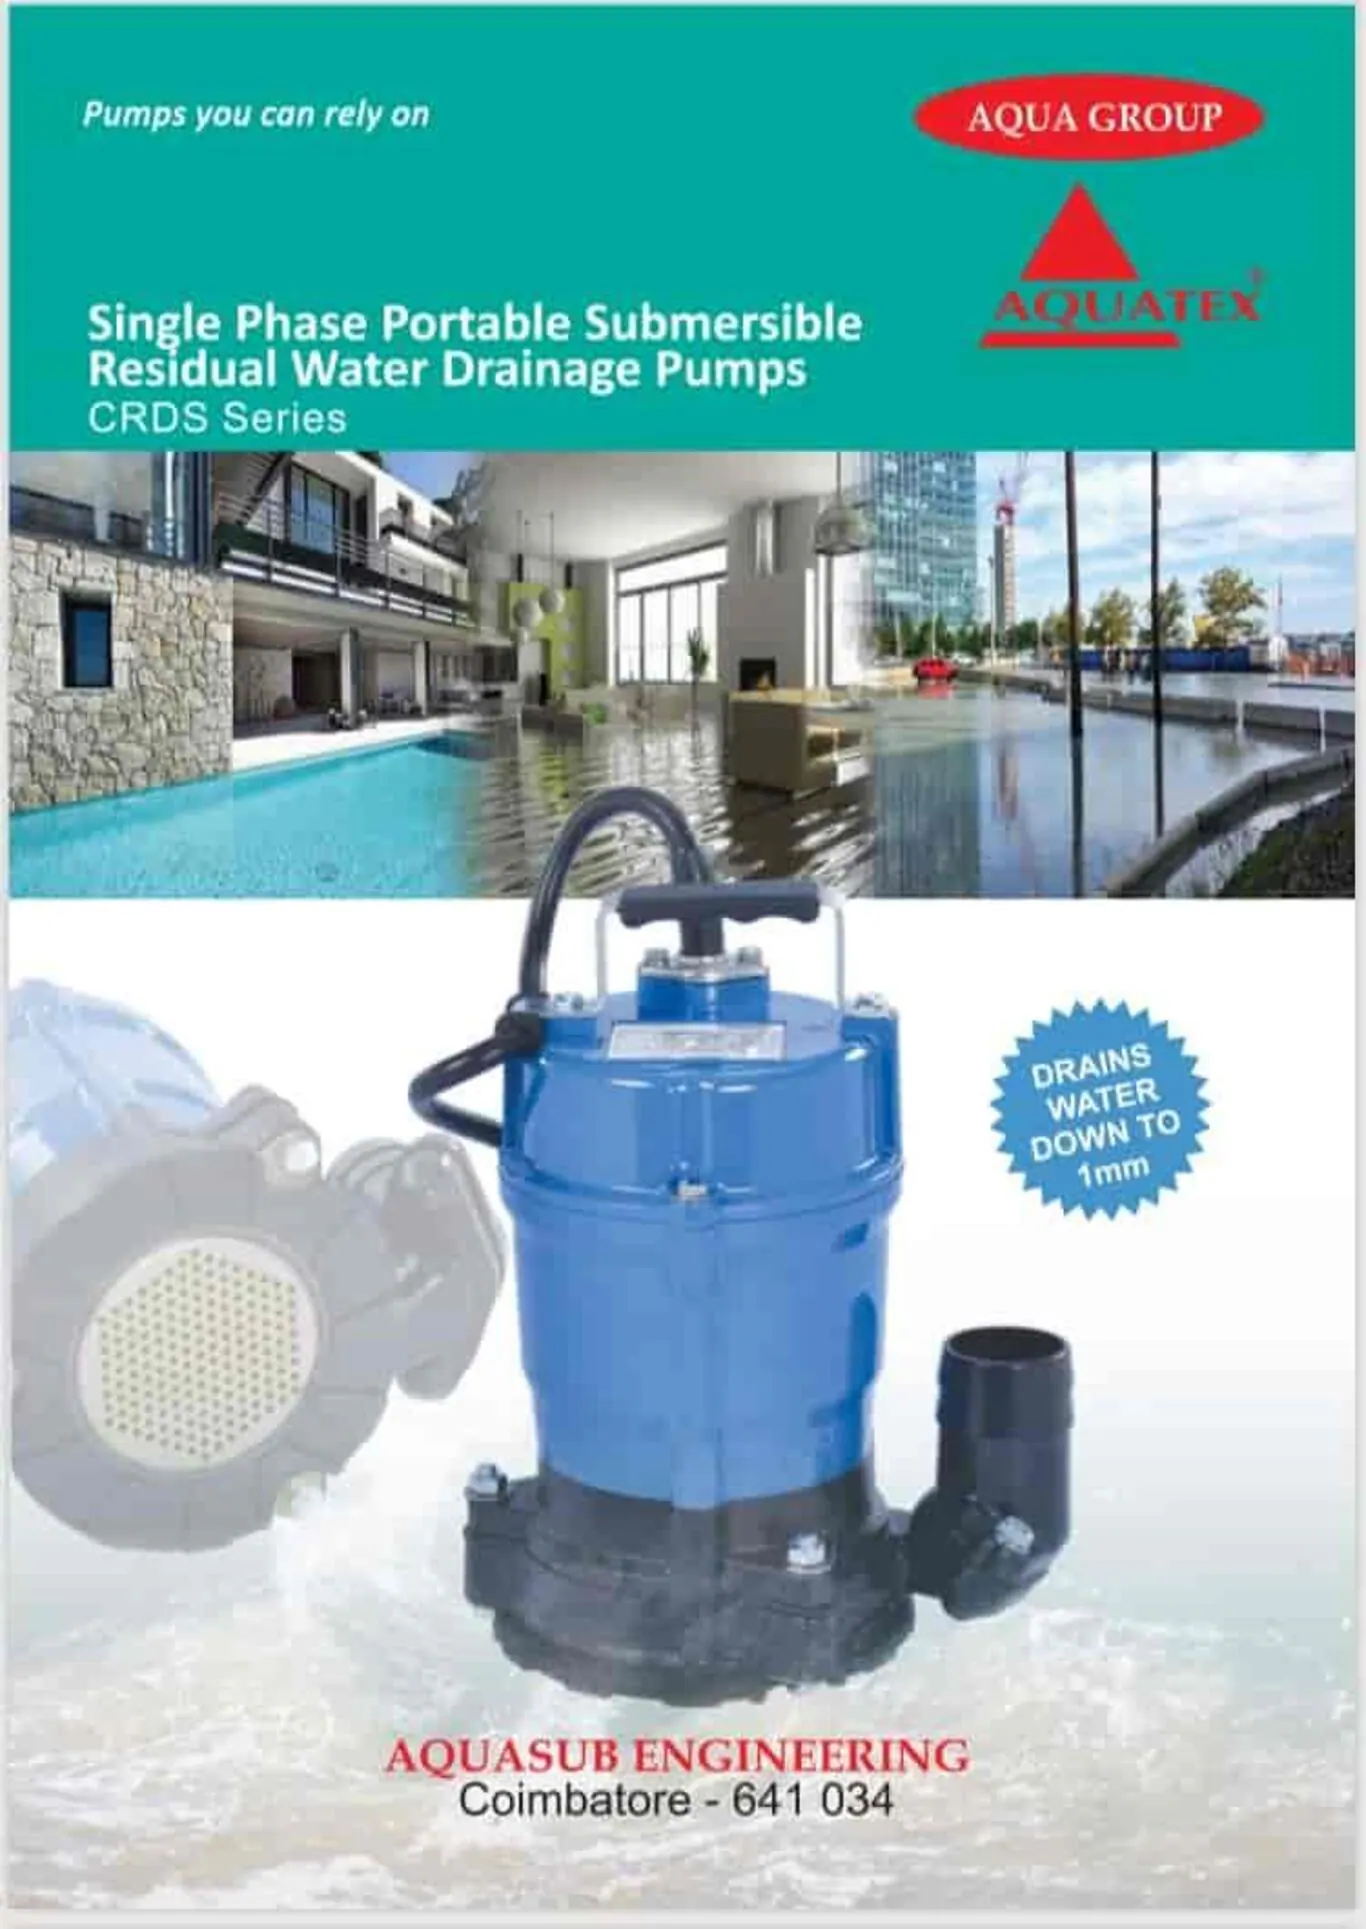 Pumps you can rely on
AQUA GROUP
AQUATEX®
Single Phase Portable Submersible
Residual Water Drainage Pumps
CRDS Series
DRAINS
WATER
DOWN TO
1mm
AQUASUB ENGINEERING
Coimbatore - 641 034